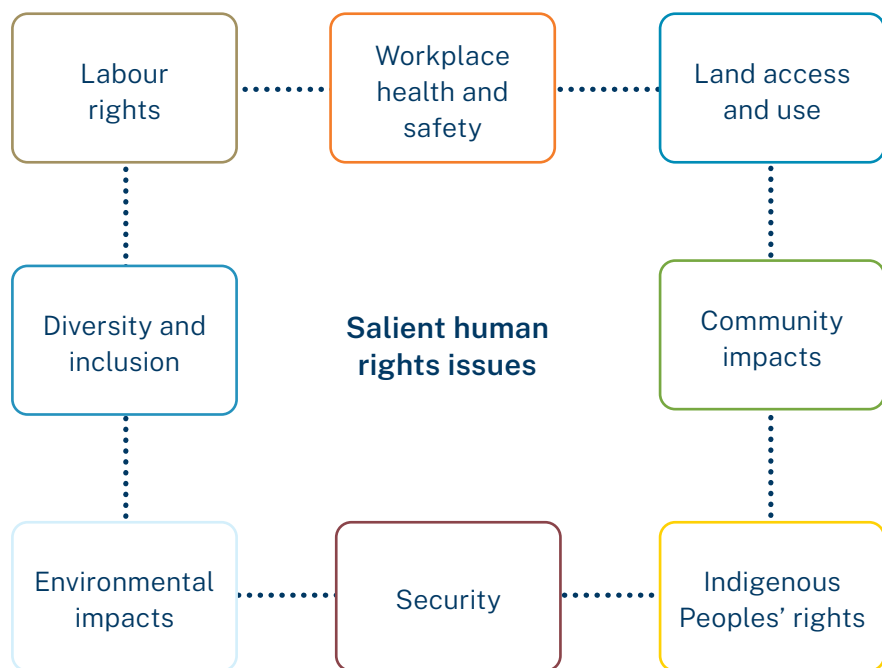 Labour
rights
Workplace
health and
safety
Land access
and use
Diversity and
inclusion
Salient human
rights issues
Community
impacts
Environmental
impacts
Security
Indigenous
Peoples’ rights